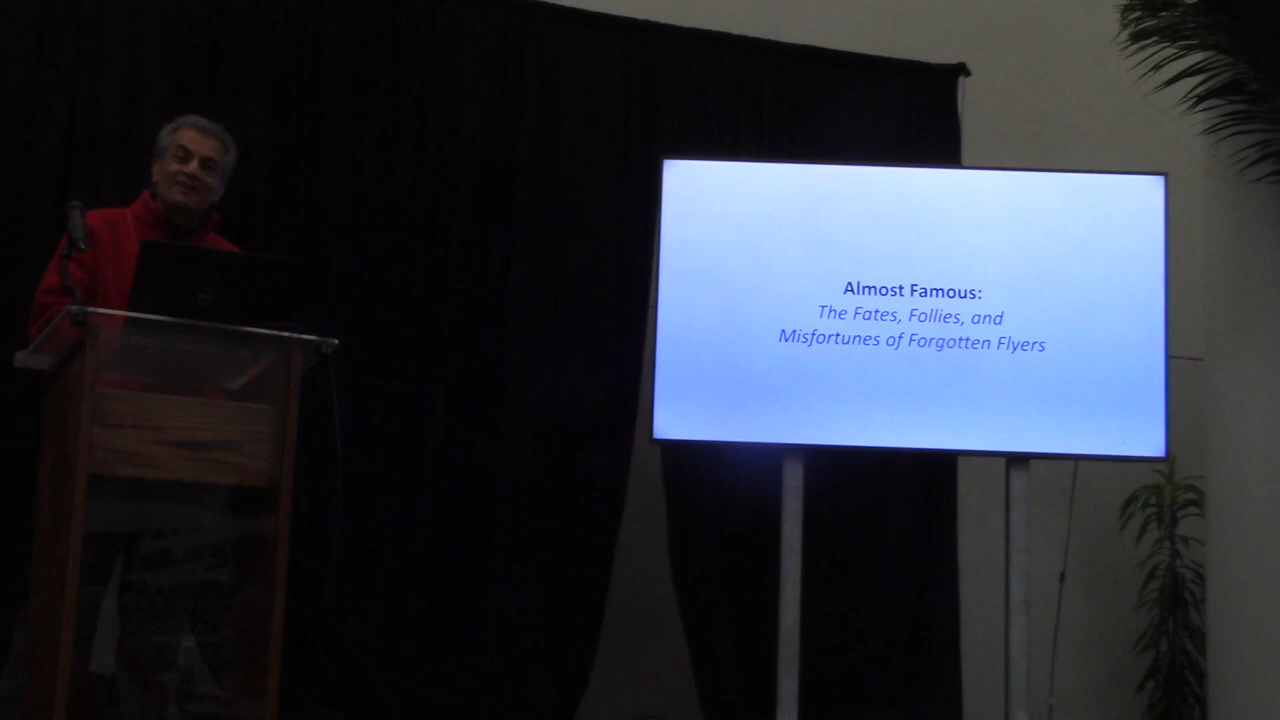 Almost Famous:
The Fates, Follies, and
Misfortunes of Forgotten Flyers